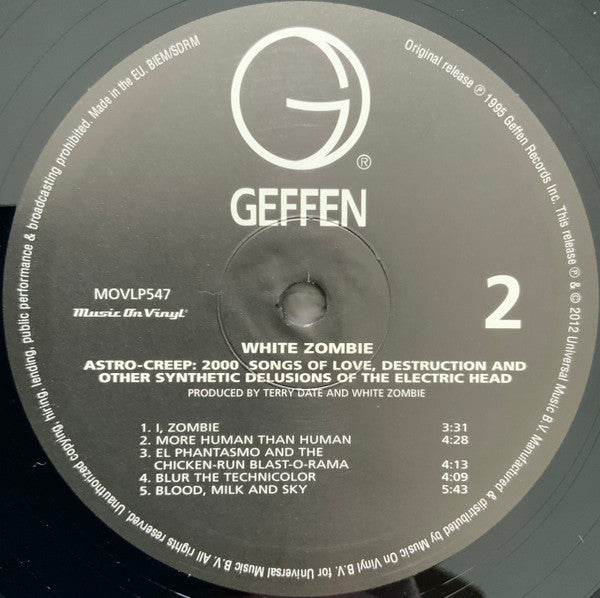 ®
GEFFEN
MOVLP547
Music On Vinyl®
2
WHITE ZOMBIE
ASTRO-CREEP: 2000 SONGS OF LOVE, DESTRUCTION AND
OTHER SYNTHETIC DELUSIONS OF THE ELECTRIC HEAD
PRODUCED BY TERRY DATE AND WHITE ZOMBIE
1. I, ZOMBIE 3:31
2. MORE HUMAN THAN HUMAN 4:28
3. EL PHANTASMO AND THE
CHICKEN-RUN BLAST-O-RAMA 4:13
4. BLUR THE TECHNICOLOR 4:09
5. BLOOD, MILK AND SKY 5:43
Original release ℗ 1995 Geffen Records Inc. This release ℗ & © 2012 Universal Music B.V. Manufactured & distributed by Music On Vinyl B.V. for Universal Music B.V. All rights reserved. Unauthorized copying, hiring, lending, public performance & broadcasting prohibited. Made in the EU. BIEM/SDRM